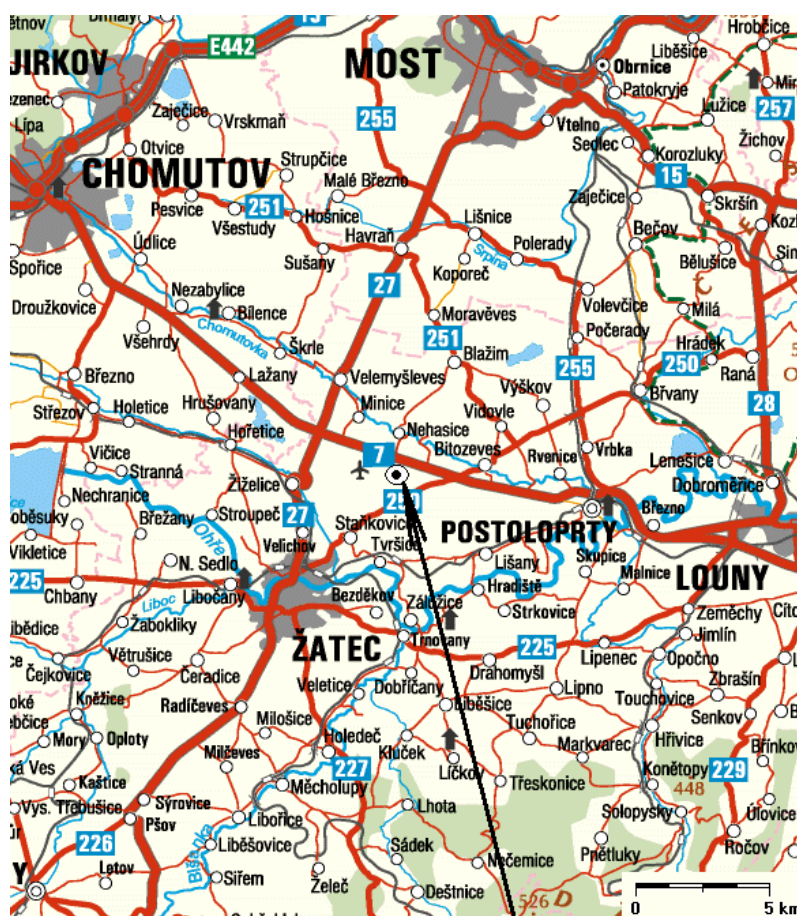 E442
13
Hrobčice
Liběšice
JIRKOV
MOST
Obrnice
Patokryje
Lužice
257
Zaječice
Vrskmaň
255
Vtelno
Sedlec
Korozluky
Žichov
Lípa
Otvice
Strupčice
15
CHOMUTOV
Malé Březno
Zaječice
Skršín
Pesvice
251
Všestudy
Hošnice
Lišnice
Bečov
Údlice
Sušany
Havraň
Srpina
Polerady
Bělušice
Spořice
27
Koporeč
Nezabylice
Volevčice
Milá
Droužkovice
Bílence
Moravěves
Počerady
Všehrdy
Chomutovka
251
Hrádek
Škrle
Blažim
255
250
Raná
Březno
Lažany
Velemyšleves
Výškov
Břvany
28
Střezov
Holetice
Hrušovany
Minice
Vidovle
Hořetice
Nehasice
Vičice
7
Bitozeves
Rvenice
Vrbka
Lenešice
Stranná
Žiželice
Dobroměřice
Nechranice
Stroupeč
27
Staňkovice
POSTOLOPRTY
Březno
Břežany
Ohře
Velichov
Tvršice
Vikletice
N. Sedlo
Lišany
Skupice
LOUNY
225
Chbany
Libočany
Hradiště
Malnice
Liboc
Bezděkov
Zálužice
Strkovice
Zeměchy
Žabokliky
ŽATEC
Trnovany
225
Jimlín
Čejkovice
Větrušice
Čeradice
Drahomyšl
Lipenec
Opočno
Kněžice
Radíčeves
Veletice
Dobříčany
Lipno
Touchovice
Zbrašín
Liběšice
Senkov
Mory
Oploty
Milošice
Holedeč
Tuchořice
Hřivice
Milčeves
Kluček
Markvarec
227
Líčkov
Konětopy
229
Kaštice
Měcholupy
Třeskonice
448
Vys. Třebušice
Sýrovice
Lhota
Solopysky
Úlovice
Pšov
Libořice
226
Liběšovy
Sádek
Pnětluky
Ročov
Blšanka
Letov
Siřem
Želeč
Nečemice
Deštnice
526
D
0
5 km